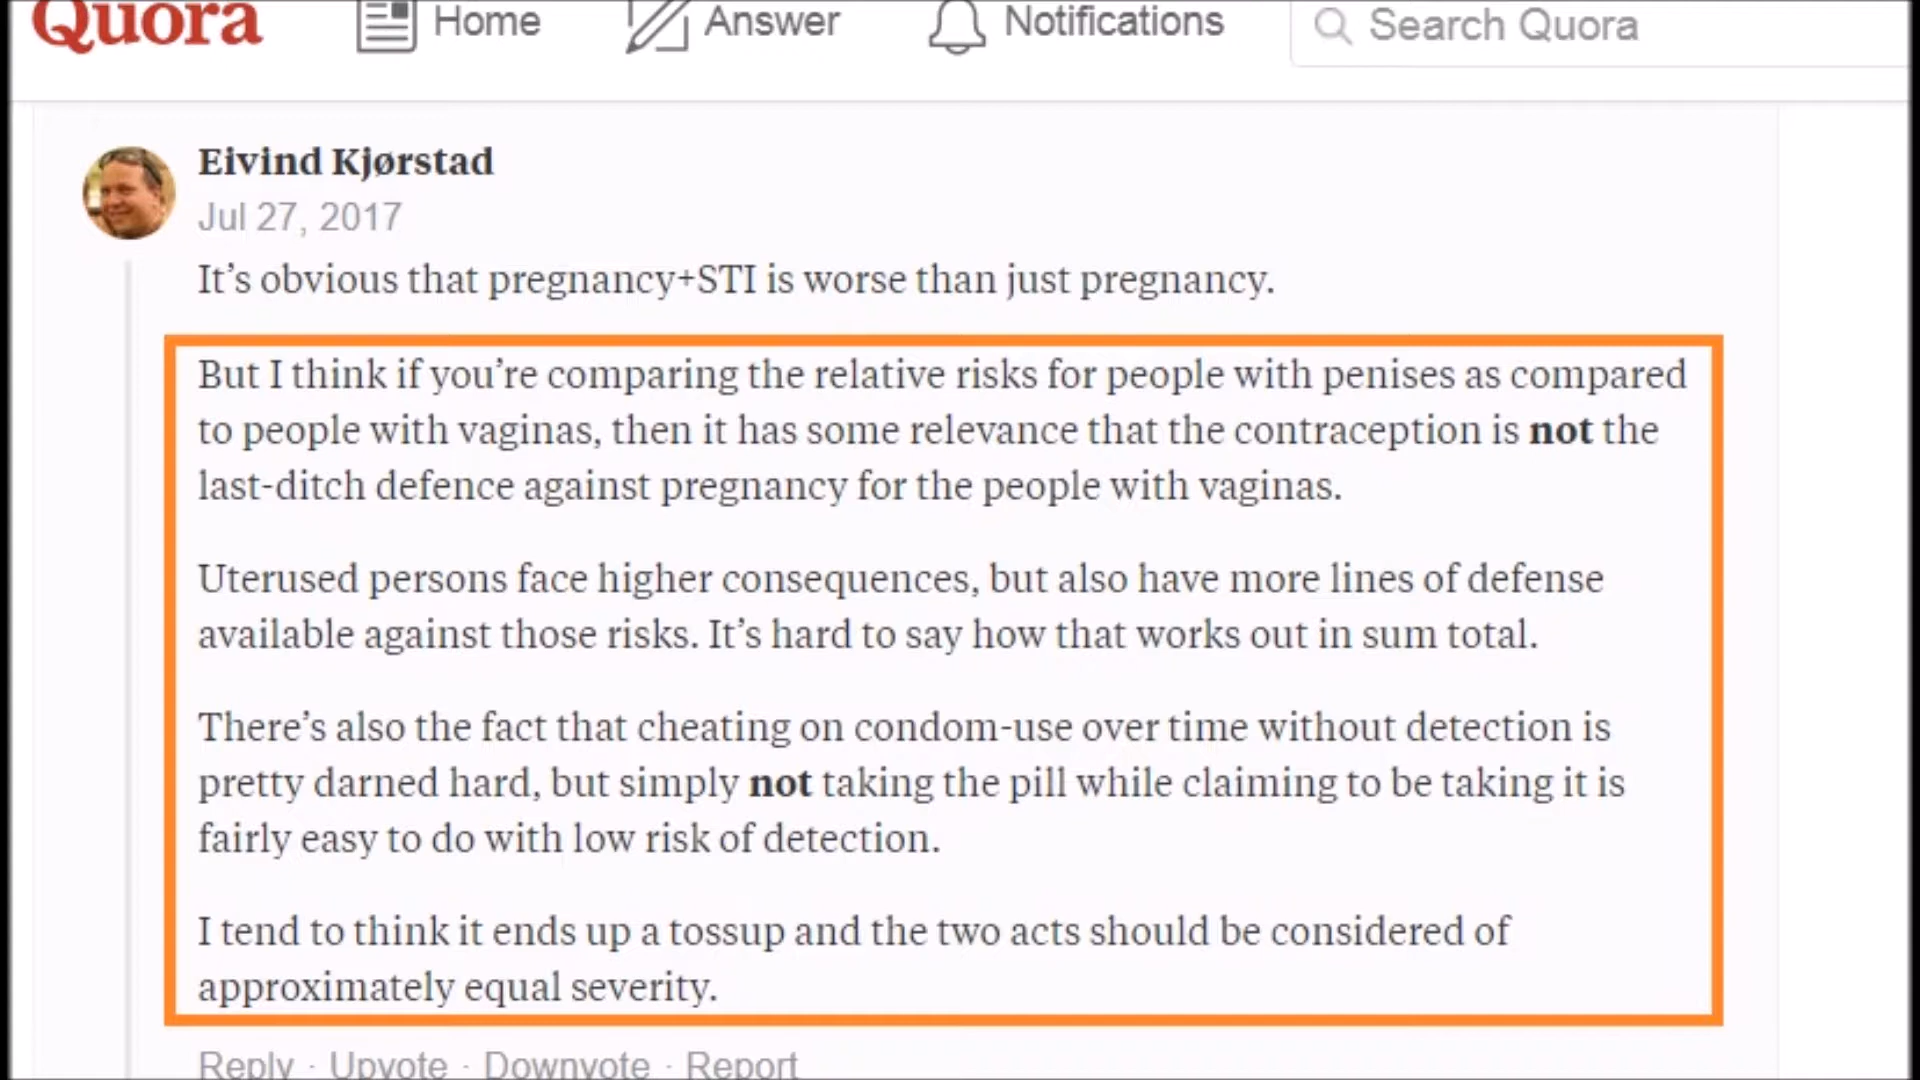 Quora Home Answer Notifications Search Quora
Eivind Kjørstad
Jul 27, 2017
It’s obvious that pregnancy+STI is worse than just pregnancy.
But I think if you’re comparing the relative risks for people with penises as compared
to people with vaginas, then it has some relevance that the contraception is not the
last-ditch defence against pregnancy for the people with vaginas.
Uterused persons face higher consequences, but also have more lines of defense
available against those risks. It’s hard to say how that works out in sum total.
There’s also the fact that cheating on condom-use over time without detection is
pretty darned hard, but simply not taking the pill while claiming to be taking it is
fairly easy to do with low risk of detection.
I tend to think it ends up a tossup and the two acts should be considered of
approximately equal severity.
Reply · Upvote · Downvote · Report